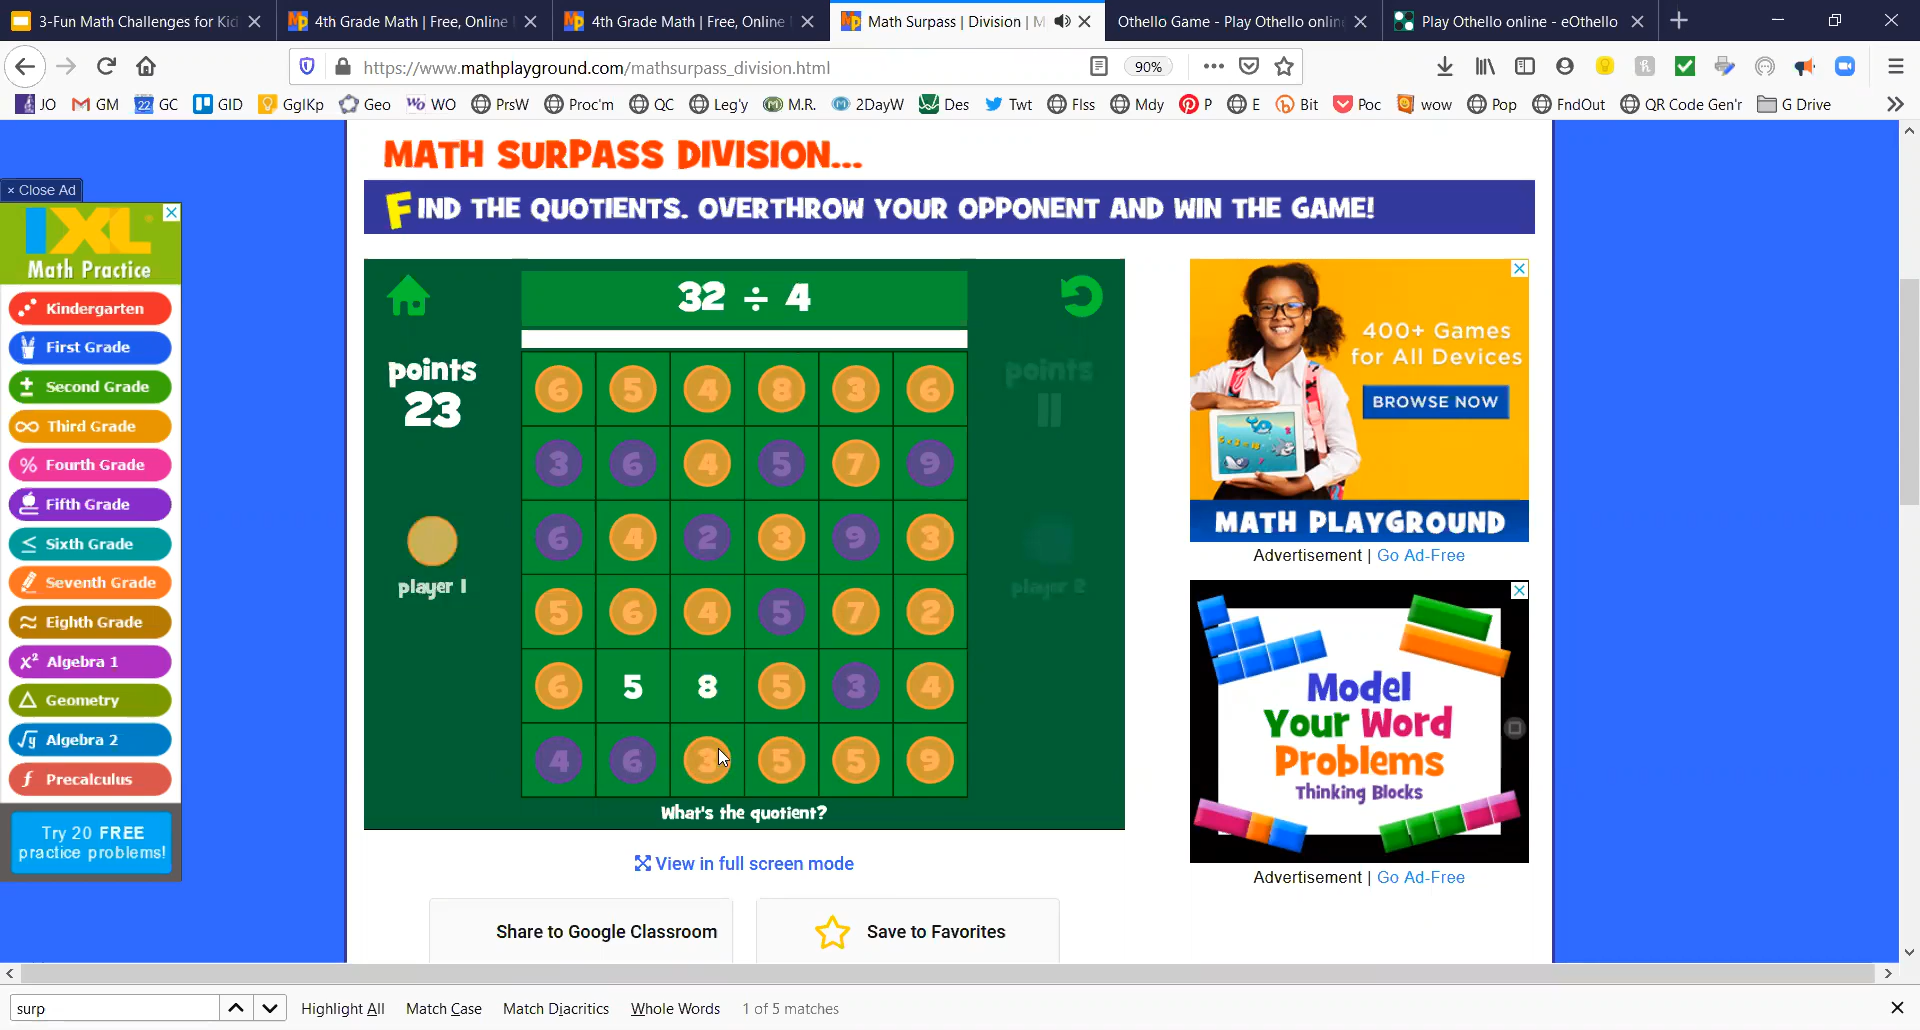 3-Fun Math Challenges for Kid
4th Grade Math | Free, Online
4th Grade Math | Free, Online
Math Surpass | Division | M
Othello Game - Play Othello onlin
Play Othello online - eOthello
https://www.mathplayground.com/mathsurpass_division.html
90%
JO
GM
22 GC
GID
GglKp
Geo
WO
PrsW
Proc'm
QC
Leg'y
M.R.
2DayW
Des
Twt
Flss
Mdy
P
E
Bit
Poc
wow
Pop
FndOut
QR Code Gen'r
G Drive
MATH SURPASS DIVISION...
FIND THE QUOTIENTS. OVERTHROW YOUR OPPONENT AND WIN THE GAME!
× Close Ad
IXL
Math Practice
Kindergarten
First Grade
Second Grade
Third Grade
% Fourth Grade
Fifth Grade
≤ Sixth Grade
Seventh Grade
≈ Eighth Grade
x² Algebra 1
Geometry
√y Algebra 2
f Precalculus
Try 20 FREE
practice problems!
32 ÷ 4
points
23
player 1
points
11
player 2
6 5 4 8 3 6
3 6 4 5 7 9
6 4 2 3 9 3
5 6 4 5 7 2
6 5 8 5 3 4
4 6 3 5 5 9
What's the quotient?
View in full screen mode
Share to Google Classroom
Save to Favorites
400+ Games
for All Devices
BROWSE NOW
MATH PLAYGROUND
Advertisement | Go Ad-Free
Model
Your Word
Problems
Thinking Blocks
Advertisement | Go Ad-Free
surp
Highlight All
Match Case
Match Diacritics
Whole Words
1 of 5 matches